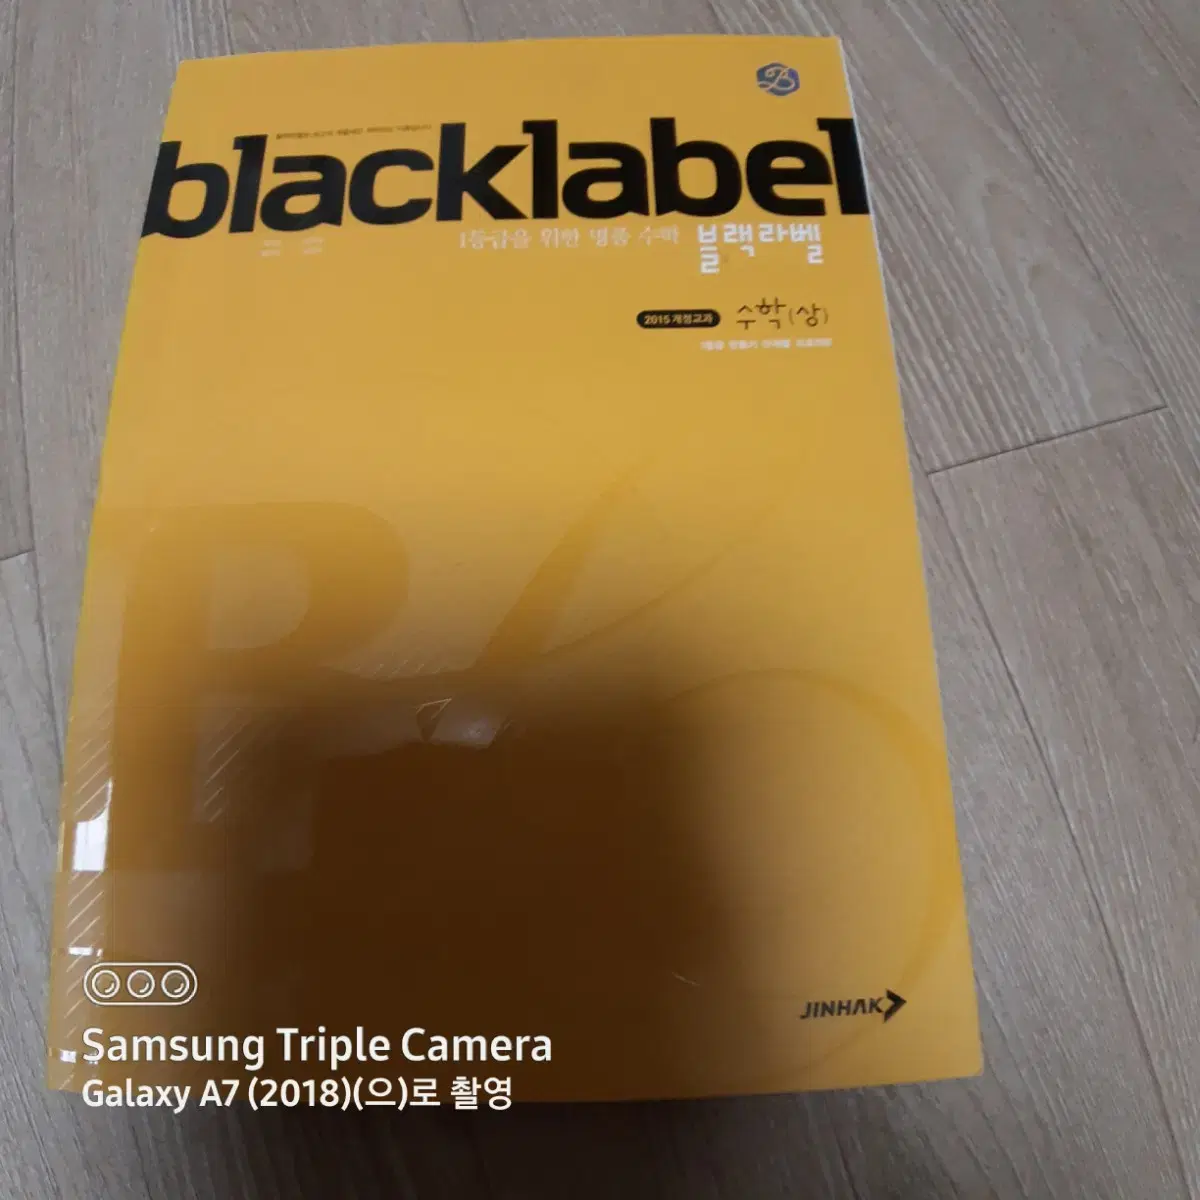 blacklabel
1등급을 위한 명품 수학 블랙라벨
2015 개정교과 수학(상)
JINHAK
Samsung Triple Camera
Galaxy A7 (2018)(으)로 촬영